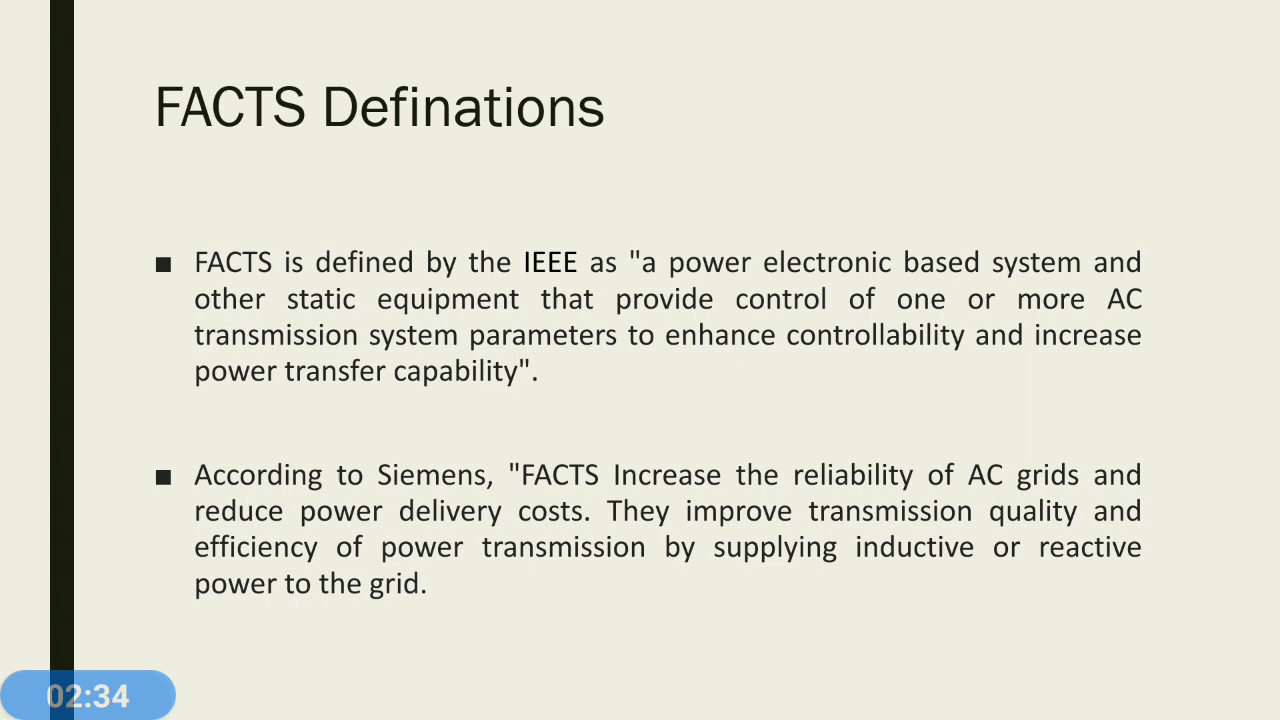 FACTS Definations
■ FACTS is defined by the IEEE as "a power electronic based system and
other static equipment that provide control of one or more AC
transmission system parameters to enhance controllability and increase
power transfer capability".
■ According to Siemens, "FACTS Increase the reliability of AC grids and
reduce power delivery costs. They improve transmission quality and
efficiency of power transmission by supplying inductive or reactive
power to the grid.
02:34